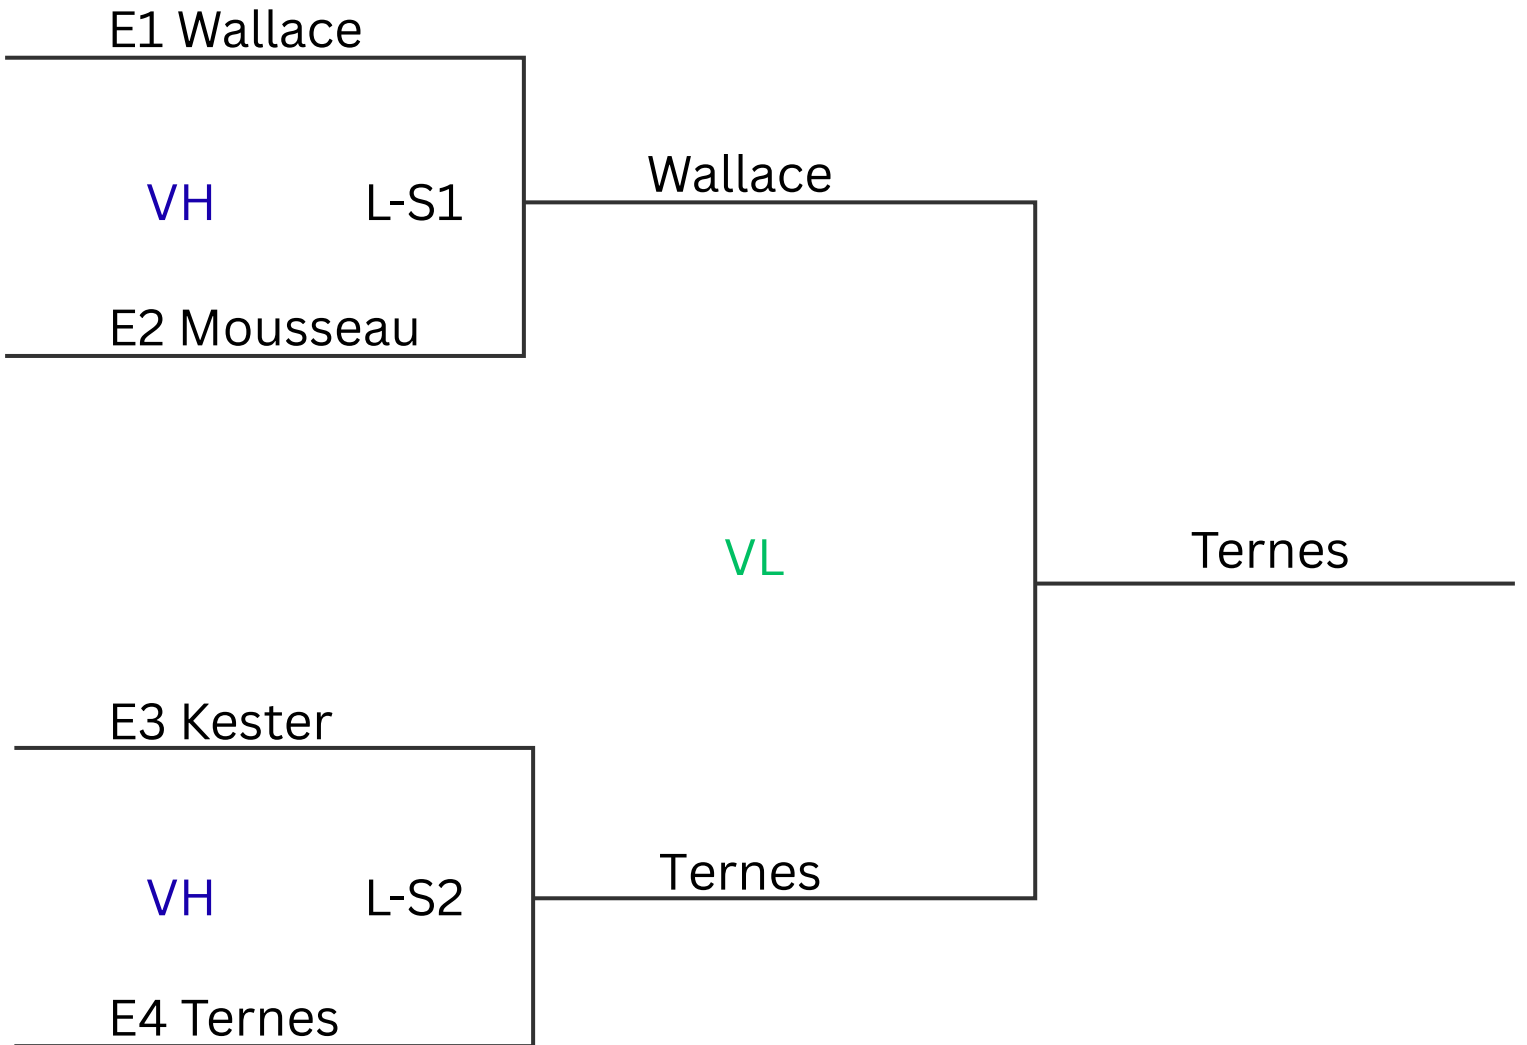 E1 Wallace
Wallace
VH
L-S1
E2 Mousseau
VL
Ternes
E3 Kester
Ternes
VH
L-S2
E4 Ternes